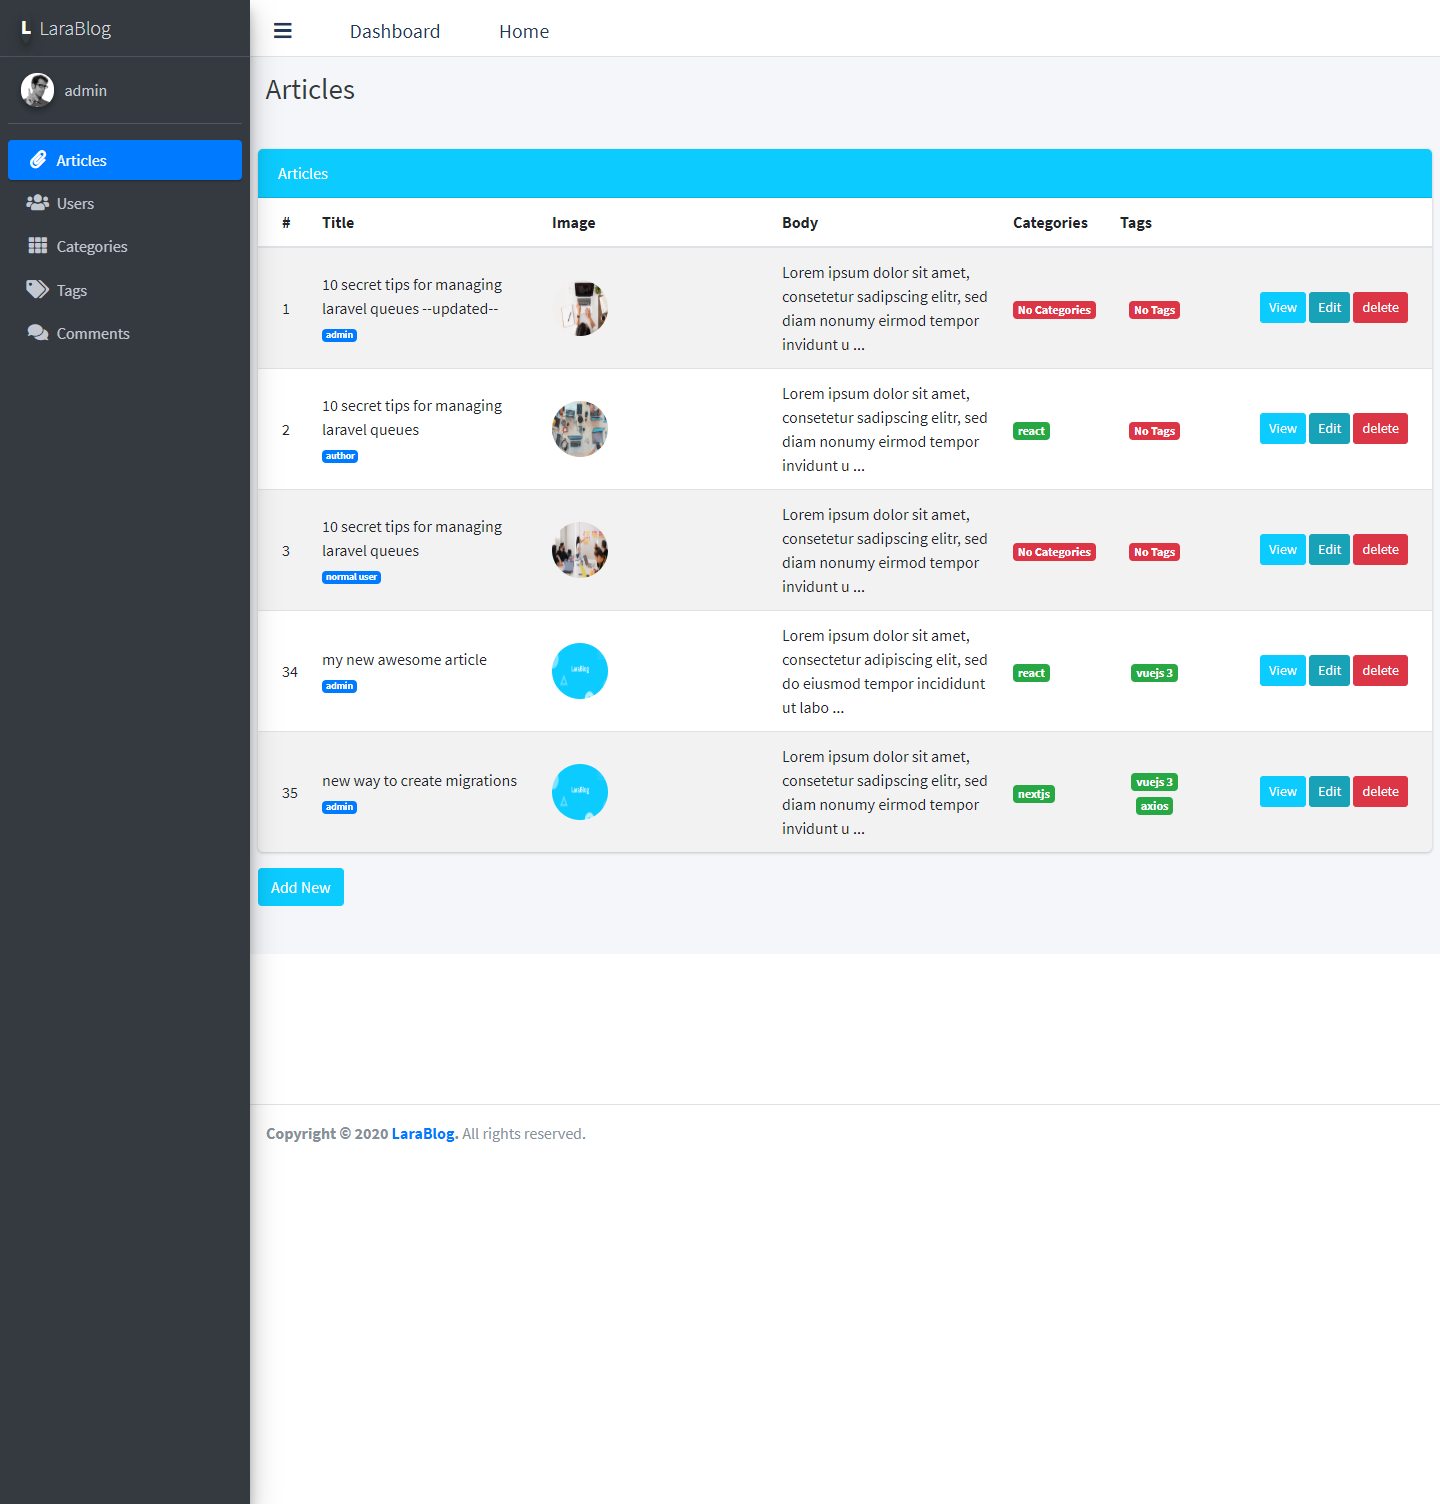 L LaraBlog
Dashboard Home
admin
Articles
Articles
Users
Categories
Tags
Comments
Articles
# Title Image Body Categories Tags
1
10 secret tips for managing
laravel queues --updated--
admin
Lorem ipsum dolor sit amet,
consetetur sadipscing elitr, sed
diam nonumy eirmod tempor
invidunt u ...
No Categories
No Tags
View Edit delete
2
10 secret tips for managing
laravel queues
author
Lorem ipsum dolor sit amet,
consetetur sadipscing elitr, sed
diam nonumy eirmod tempor
invidunt u ...
react
No Tags
View Edit delete
3
10 secret tips for managing
laravel queues
normal user
Lorem ipsum dolor sit amet,
consetetur sadipscing elitr, sed
diam nonumy eirmod tempor
invidunt u ...
No Categories
No Tags
View Edit delete
34
my new awesome article
admin
LaraBlog
Lorem ipsum dolor sit amet,
consectetur adipiscing elit, sed
do eiusmod tempor incididunt
ut labo ...
react
vuejs 3
View Edit delete
35
new way to create migrations
admin
LaraBlog
Lorem ipsum dolor sit amet,
consetetur sadipscing elitr, sed
diam nonumy eirmod tempor
invidunt u ...
nextjs
vuejs 3
axios
View Edit delete
Add New
Copyright © 2020 LaraBlog. All rights reserved.